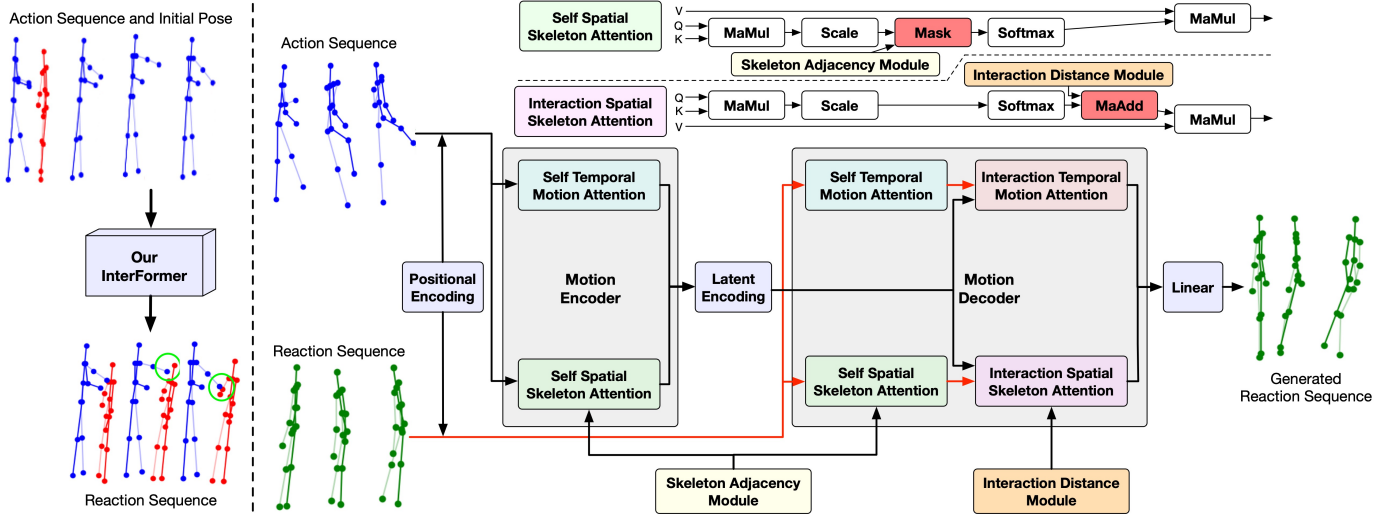 Action Sequence and Initial Pose
Our
InterFormer
Reaction Sequence
Action Sequence
Reaction Sequence
Positional
Encoding
Self Spatial
Skeleton Attention
V
Q
K
MaMul
Scale
Mask
Softmax
MaMul
Skeleton Adjacency Module
Interaction Distance Module
Interaction Spatial
Skeleton Attention
Q
K
V
MaMul
Scale
Softmax
MaAdd
MaMul
Self Temporal
Motion Attention
Motion
Encoder
Self Spatial
Skeleton Attention
Latent
Encoding
Self Temporal
Motion Attention
Interaction Temporal
Motion Attention
Motion
Decoder
Self Spatial
Skeleton Attention
Interaction Spatial
Skeleton Attention
Linear
Generated
Reaction Sequence
Skeleton Adjacency
Module
Interaction Distance
Module